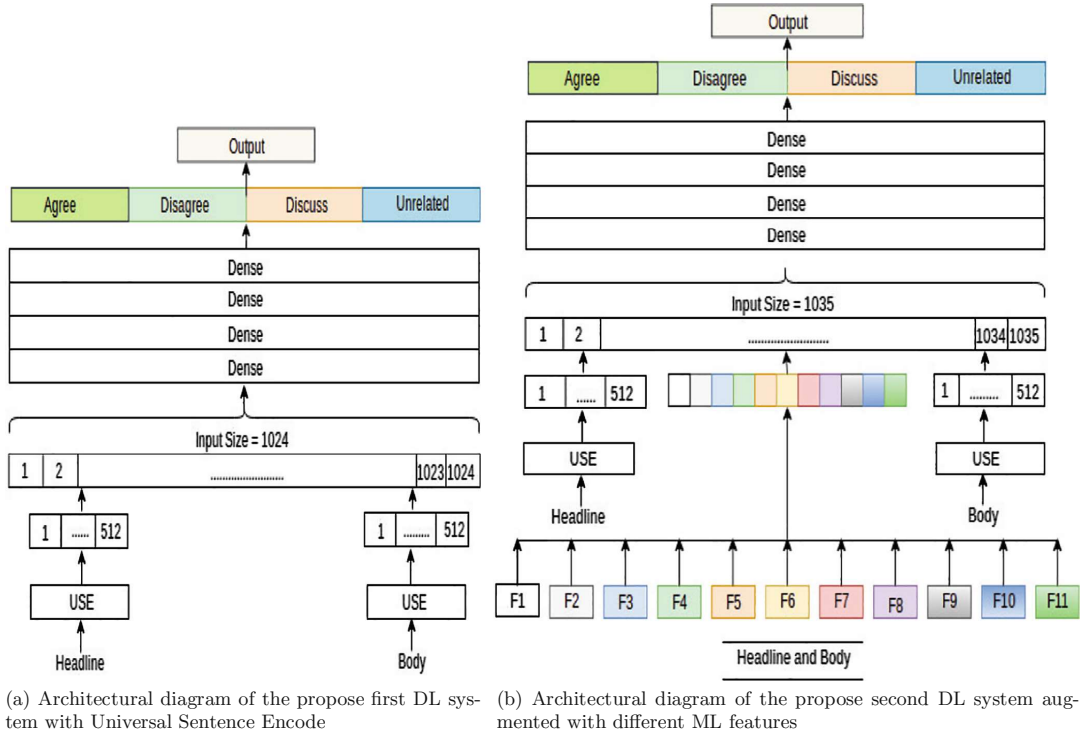 Output
Agree Disagree Discuss Unrelated
Dense
Dense
Dense
Dense
Input Size = 1024
1 2 ........................ 1023 1024
1 ...... 512 1 ......... 512
USE USE
Headline Body
(a) Architectural diagram of the propose first DL sys-
tem with Universal Sentence Encode
Output
Agree Disagree Discuss Unrelated
Dense
Dense
Dense
Dense
Input Size = 1035
1 2 ........................ 1034 1035
1 ...... 512 1 ......... 512
USE USE
Headline Body
F1 F2 F3 F4 F5 F6 F7 F8 F9 F10 F11
Headline and Body
(b) Architectural diagram of the propose second DL system aug-
mented with different ML features